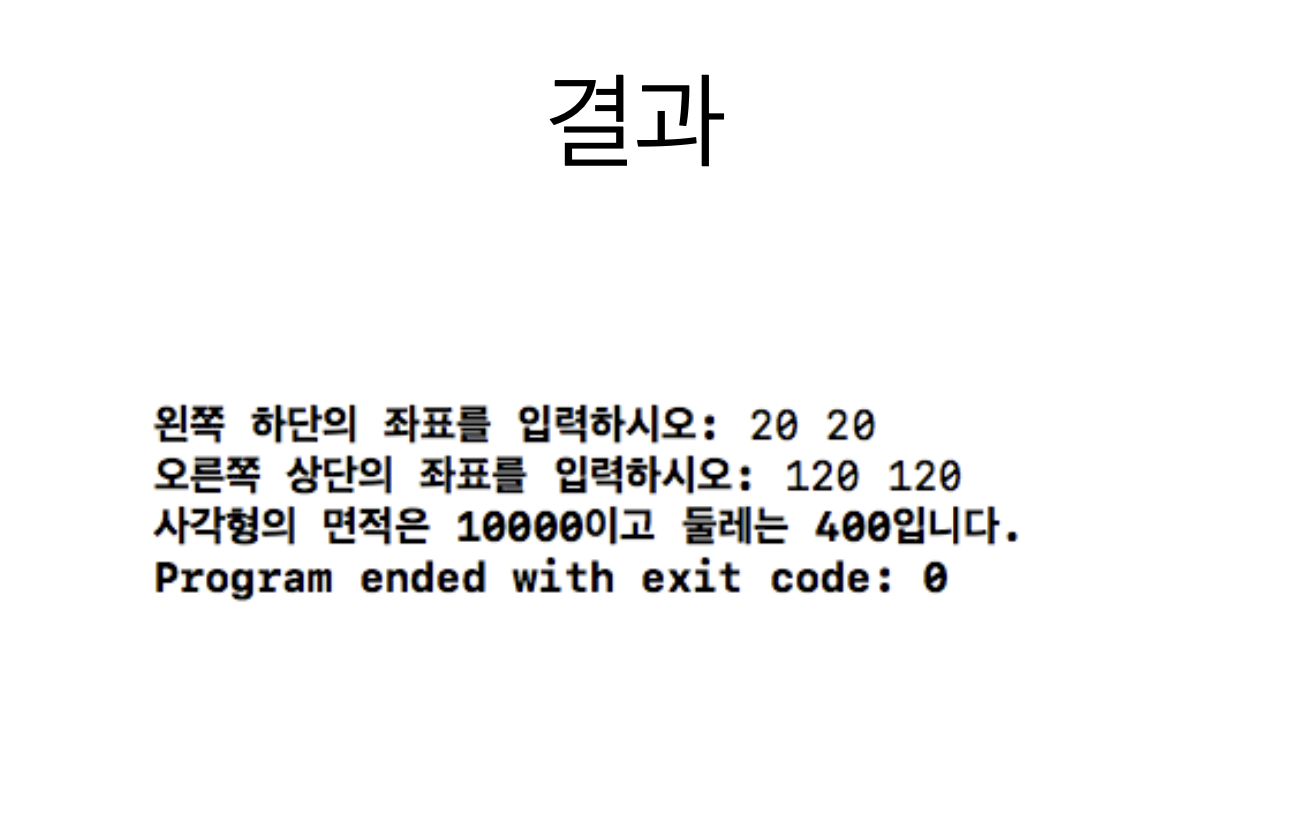 결과
왼쪽 하단의 좌표를 입력하시오: 20 20
오른쪽 상단의 좌표를 입력하시오: 120 120
사각형의 면적은 10000이고 둘레는 400입니다.
Program ended with exit code: 0